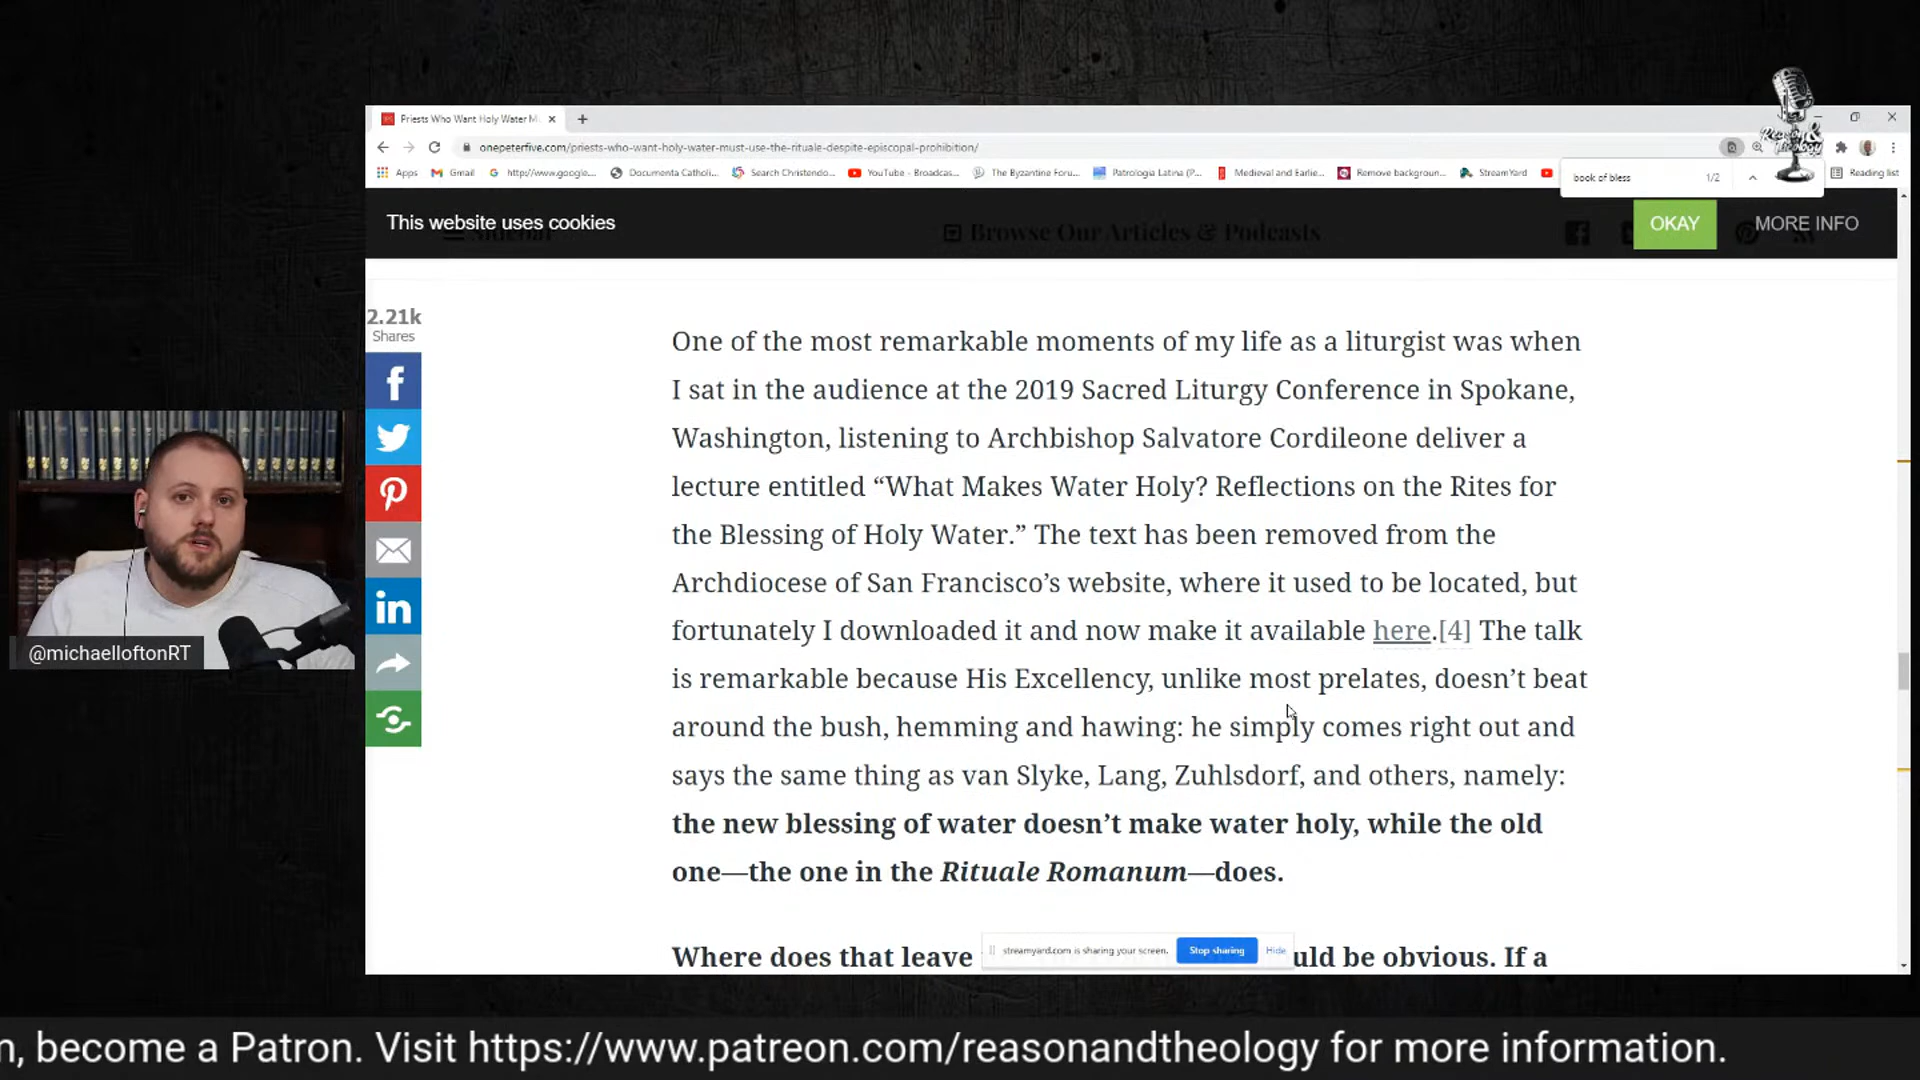 Priests Who Want Holy Water M
onepeterfive.com/priests-who-want-holy-water-must-use-the-rituale-despite-episcopal-prohibition/
Reason &
Theology
Apps
Gmail
http://www.google...
Documenta Catholi...
Search Christendo...
YouTube - Broadcas...
The Byzantine Foru...
Patrologia Latina (P...
Medieval and Earlie...
Remove backgroun...
StreamYard
book of bless
1/2
Reading list
This website uses cookies
Browse Our Articles & Podcasts
OKAY
MORE INFO
2.21k
Shares
One of the most remarkable moments of my life as a liturgist was when
I sat in the audience at the 2019 Sacred Liturgy Conference in Spokane,
Washington, listening to Archbishop Salvatore Cordileone deliver a
lecture entitled “What Makes Water Holy? Reflections on the Rites for
the Blessing of Holy Water.” The text has been removed from the
Archdiocese of San Francisco’s website, where it used to be located, but
fortunately I downloaded it and now make it available here.[4] The talk
is remarkable because His Excellency, unlike most prelates, doesn’t beat
around the bush, hemming and hawing: he simply comes right out and
says the same thing as van Slyke, Lang, Zuhlsdorf, and others, namely:
the new blessing of water doesn’t make water holy, while the old
one—the one in the Rituale Romanum—does.
Where does that leave
uld be obvious. If a
streamyard.com is sharing your screen.
Stop sharing
Hide
@michaelloftonRT
, become a Patron. Visit https://www.patreon.com/reasonandtheology for more information.